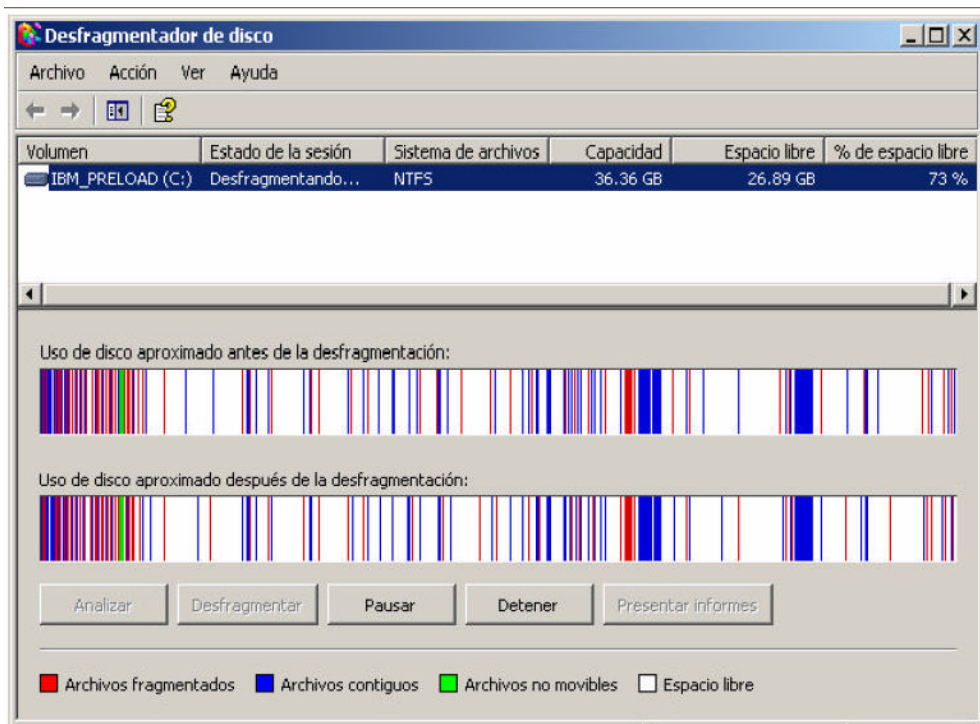 Desfragmentador de disco
Archivo Acción Ver Ayuda
Volumen Estado de la sesión Sistema de archivos Capacidad Espacio libre % de espacio libre
IBM_PRELOAD (C:) Desfragmentando... NTFS 36.36 GB 26.89 GB 73 %
Uso de disco aproximado antes de la desfragmentación:
Uso de disco aproximado después de la desfragmentación:
Analizar Desfragmentar Pausar Detener Presentar informes
Archivos fragmentados Archivos contiguos Archivos no movibles Espacio libre